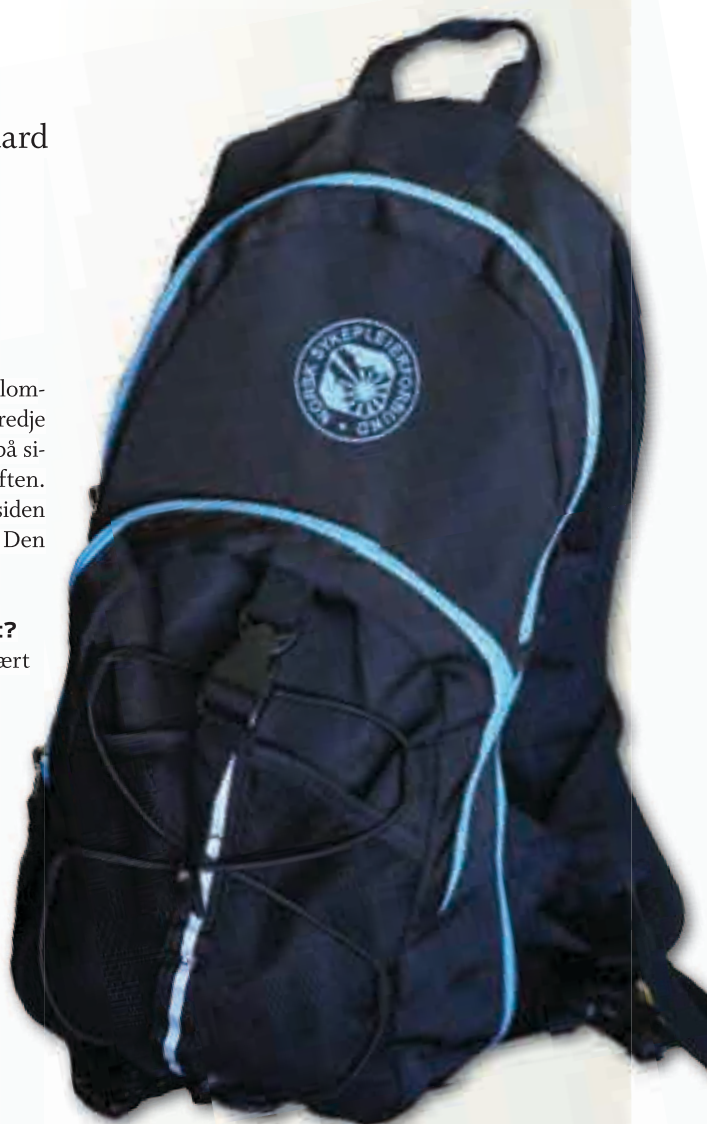 ard
lom-
redje
på si-
ften.
siden
Den
t?
ært
NORSK SYKEPLEIERFORBUND